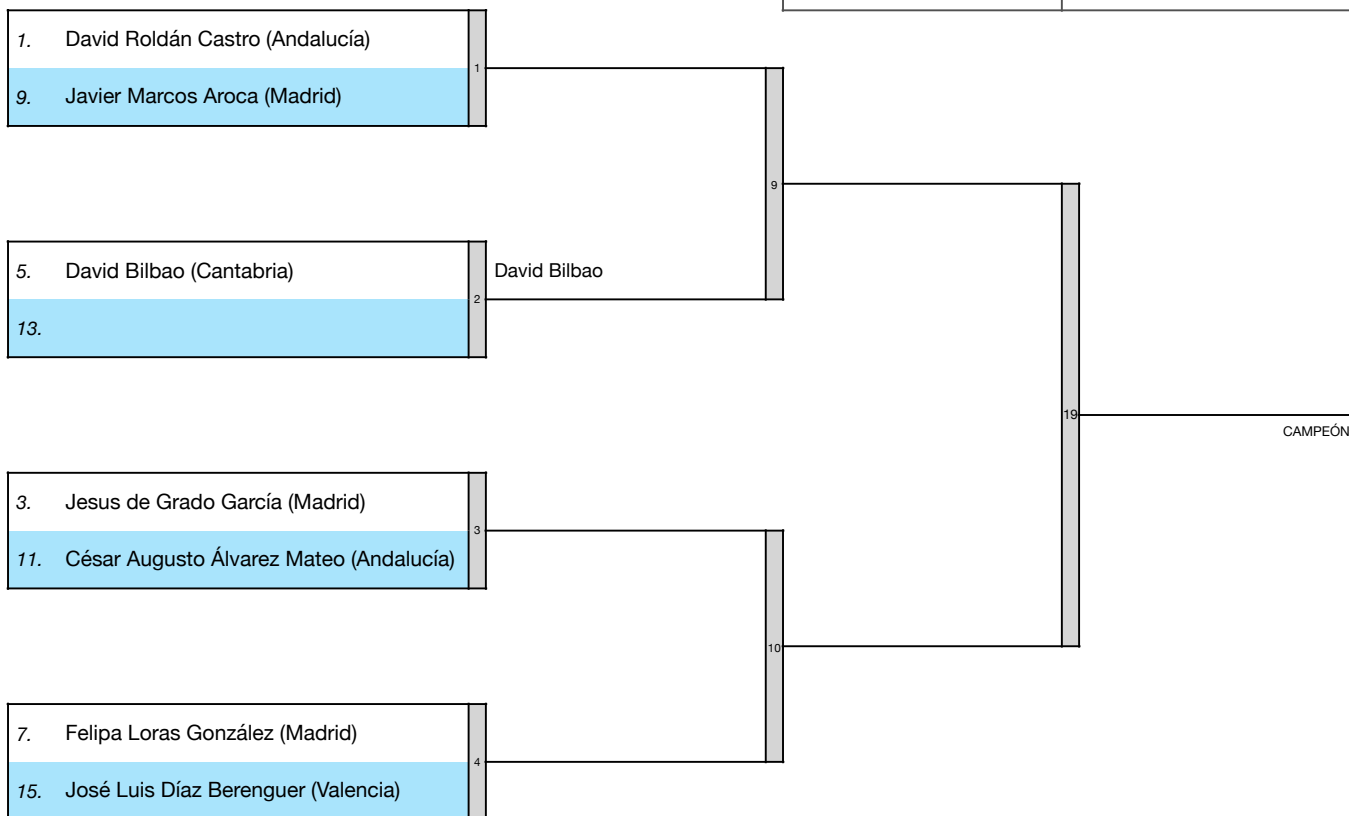 1. David Roldán Castro (Andalucía)
1
9. Javier Marcos Aroca (Madrid)
9
5. David Bilbao (Cantabria)
David Bilbao
2
13.
19
CAMPEÓN
3. Jesus de Grado García (Madrid)
3
11. César Augusto Álvarez Mateo (Andalucía)
10
7. Felipa Loras González (Madrid)
4
15. José Luis Díaz Berenguer (Valencia)